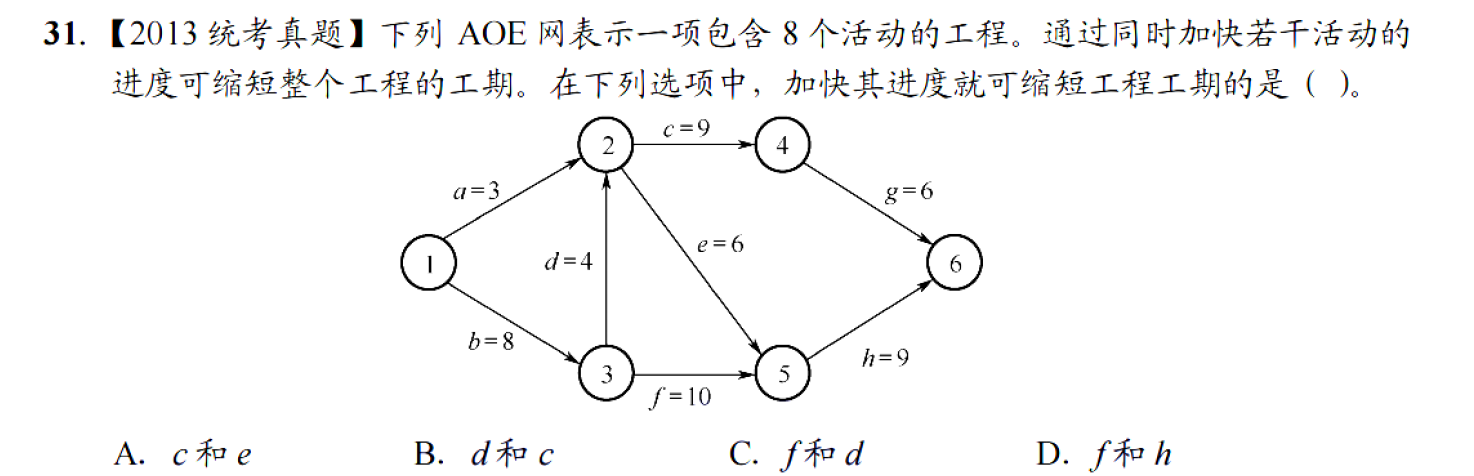 31. 【2013 统考真题】下列 AOE 网表示一项包含 8 个活动的工程。通过同时加快若干活动的
进度可缩短整个工程的工期。在下列选项中，加快其进度就可缩短工程工期的是（ ）。
2
c=9
4
a=3
g=6
1
d=4
e=6
6
b=8
3
f=10
5
h=9
A. c 和 e B. d 和 c C. f 和 d D. f 和 h